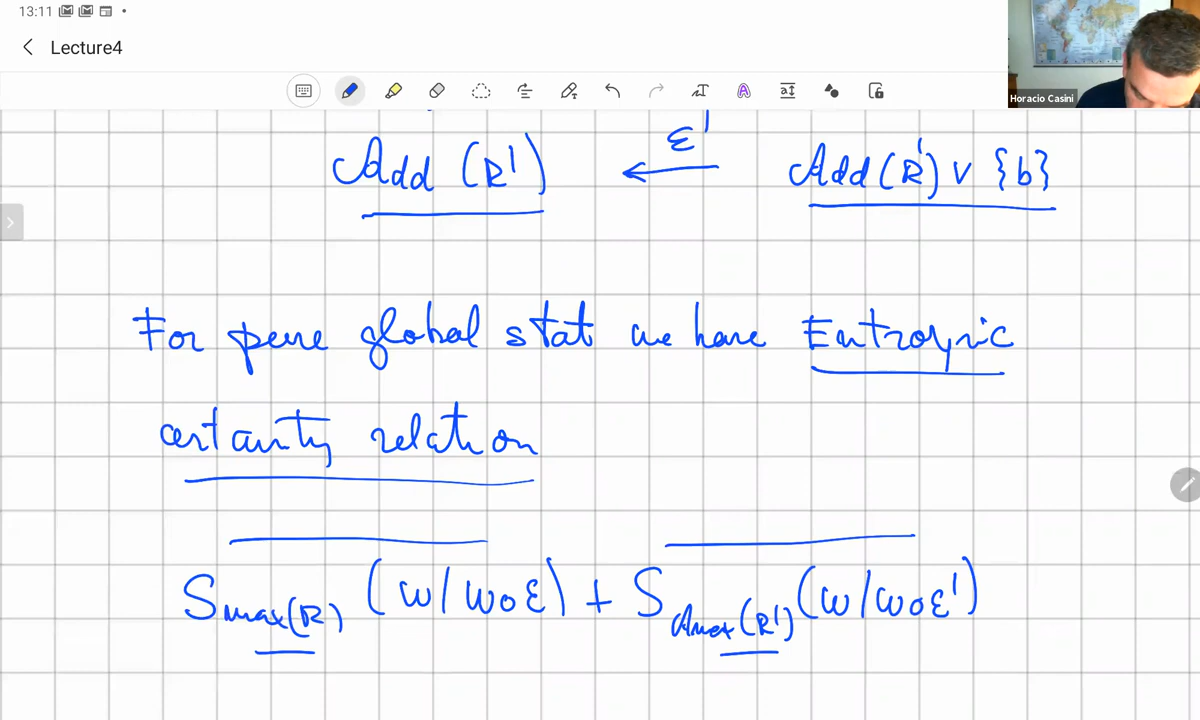 13:11
Lecture4
Horacio Casini
Add (R') ←ε' Add(R') ∨ {b}
For pure global stat we have Entropic
certainty relation
S_max(R) (ω|ω∘ε) + S_Amax(R') (ω|ω∘ε')